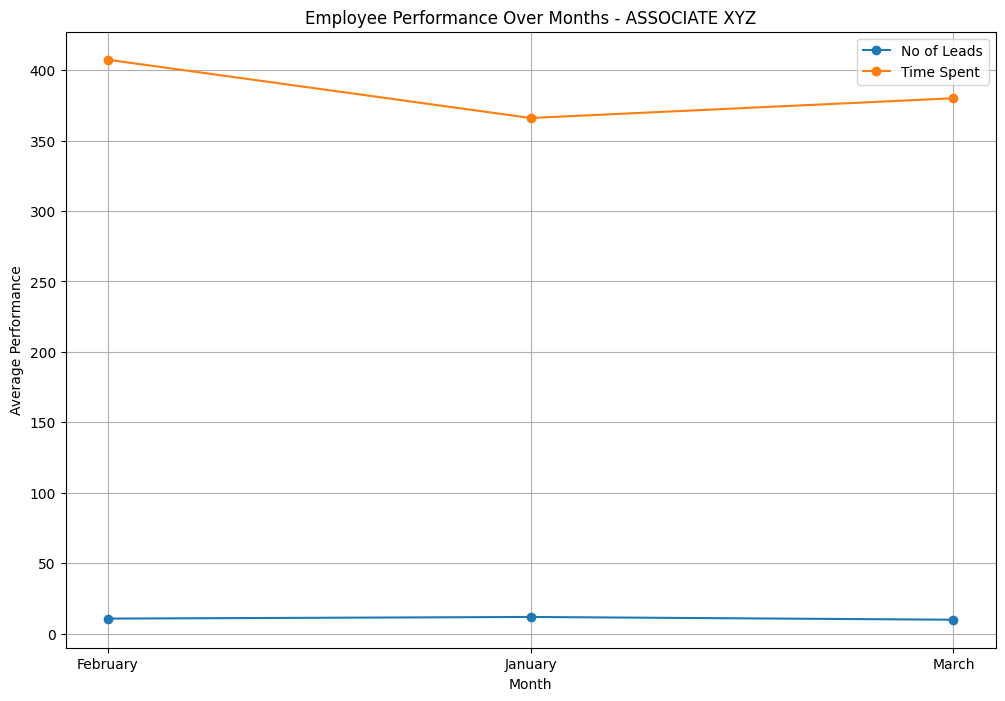 Employee Performance Over Months - ASSOCIATE XYZ
No of Leads
Time Spent
400
350
300
250
200
150
100
50
0
Average Performance
February January March
Month